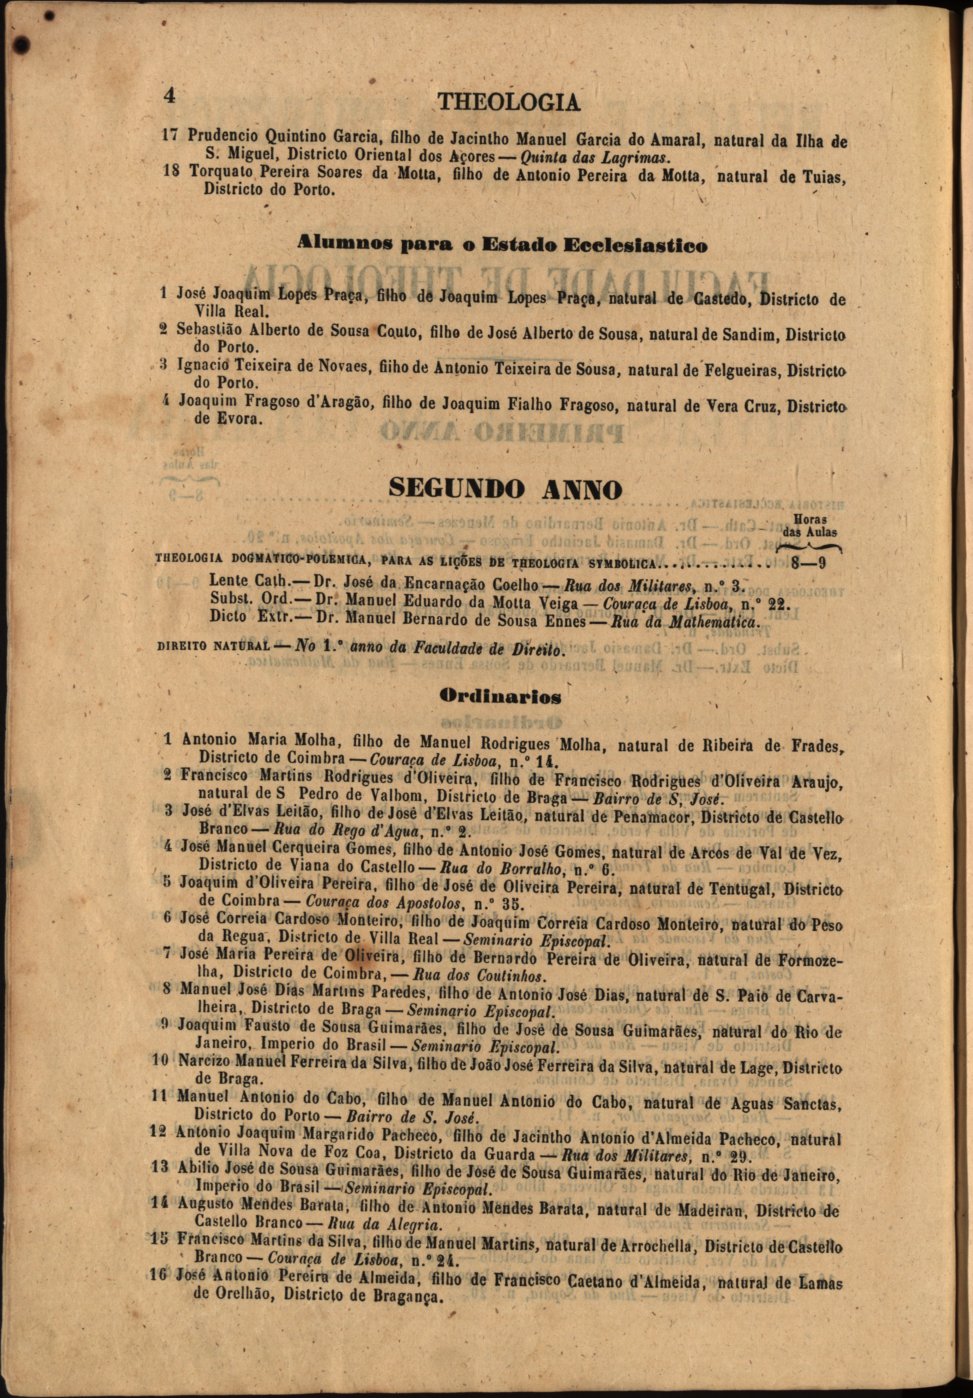 4
THEOLOGIA
17 Prudencio Quintino Garcia, filho de Jacintho Manuel Garcia do Amaral, natural da Ilha de
S. Miguel, Districto Oriental dos Açores — Quinta das Lagrimas.
18 Torquato Pereira Soares da Motta, filho de Antonio Pereira da Motta, natural de Tuias,
Districto do Porto.
Alumnos para o Estado Ecclesiastico
1 José Joaquim Lopes Praça, filho de Joaquim Lopes Praça, natural de Castedo, Districto de
Villa Real.
2 Sebastião Alberto de Sousa Couto, filho de José Alberto de Sousa, natural de Sandim, Districto
do Porto.
3 Ignacio Teixeira de Novaes, filho de Antonio Teixeira de Sousa, natural de Felgueiras, Districto
do Porto.
4 Joaquim Fragoso d'Aragão, filho de Joaquim Fialho Fragoso, natural de Vera Cruz, Districto
de Evora.
SEGUNDO ANNO
Horas
das Aulas
THEOLOGIA DOGMATICO-POLEMICA, PARA AS LIÇÕES DE THEOLOGIA SYMBOLICA.............. 8—9
Lente Cath.— Dr. José da Encarnação Coelho — Rua dos Militares, n.º 3.
Subst. Ord.— Dr. Manuel Eduardo da Motta Veiga — Couraça de Lisboa, n.º 22.
Dicto Extr.— Dr. Manuel Bernardo de Sousa Ennes — Rua da Mathematica.
DIREITO NATURAL — No 1.º anno da Faculdade de Direito.
Ordinarios
1 Antonio Maria Molha, filho de Manuel Rodrigues Molha, natural de Ribeira de Frades,
Districto de Coimbra — Couraça de Lisboa, n.º 14.
2 Francisco Martins Rodrigues d'Oliveira, filho de Francisco Rodrigues d'Oliveira Araujo,
natural de S Pedro de Valbom, Districto de Braga — Bairro de S. José.
3 José d'Elvas Leitão, filho de José d'Elvas Leitão, natural de Penamacor, Districto de Castello
Branco — Rua do Rego d'Agua, n.º 2.
4 José Manuel Cerqueira Gomes, filho de Antonio José Gomes, natural de Arcos de Val de Vez,
Districto de Viana do Castello — Rua do Borralho, n.º 6.
5 Joaquim d'Oliveira Pereira, filho de José de Oliveira Pereira, natural de Tentugal, Districto
de Coimbra — Couraça dos Apostolos, n.º 35.
6 José Correia Cardoso Monteiro, filho de Joaquim Correia Cardoso Monteiro, natural do Peso
da Regua, Districto de Villa Real — Seminario Episcopal.
7 José Maria Pereira de Oliveira, filho de Bernardo Pereira de Oliveira, natural de Formoze-
lha, Districto de Coimbra, — Rua dos Coutinhos.
8 Manuel José Dias Martins Paredes, filho de Antonio José Dias, natural de S. Paio de Carva-
lheira, Districto de Braga — Seminario Episcopal.
9 Joaquim Fausto de Sousa Guimarães, filho de José de Sousa Guimarães, natural do Rio de
Janeiro, Imperio do Brasil — Seminario Episcopal.
10 Narcizo Manuel Ferreira da Silva, filho de João José Ferreira da Silva, natural de Lage, Districto
de Braga.
11 Manuel Antonio do Cabo, filho de Manuel Antonio do Cabo, natural de Aguas Sanctas,
Districto do Porto — Bairro de S. José.
12 Antonio Joaquim Margarido Pacheco, filho de Jacintho Antonio d'Almeida Pacheco, natural
de Villa Nova de Foz Coa, Districto da Guarda — Rua dos Militares, n.º 29.
13 Abilio José de Sousa Guimarães, filho de José de Sousa Guimarães, natural do Rio de Janeiro,
Imperio do Brasil — Seminario Episcopal.
14 Augusto Mendes Barata, filho de Antonio Mendes Barata, natural de Madeiran, Districto de
Castello Branco — Rua da Alegria.
15 Francisco Martins da Silva, filho de Manuel Martins, natural de Arrochella, Districto de Castello
Branco — Couraça de Lisboa, n.º 24.
16 José Antonio Pereira de Almeida, filho de Francisco Caetano d'Almeida, natural de Lamas
de Orelhão, Districto de Bragança.